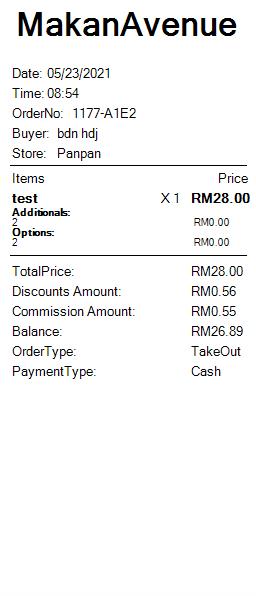 MakanAvenue
Date: 05/23/2021
Time: 08:54
OrderNo: 1177-A1E2
Buyer: bdn hdj
Store: Panpan
Items Price
test X 1 RM28.00
Additionals:
2 RM0.00
Options:
2 RM0.00
TotalPrice: RM28.00
Discounts Amount: RM0.56
Commission Amount: RM0.55
Balance: RM26.89
OrderType: TakeOut
PaymentType: Cash